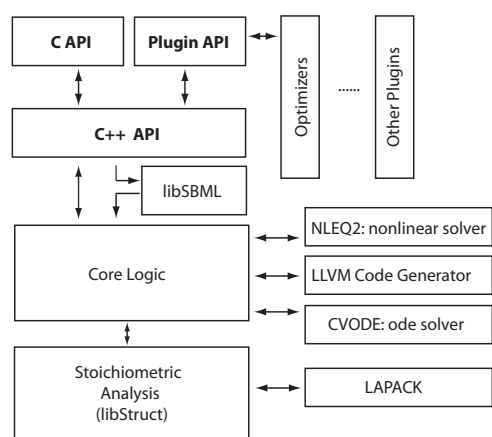 C API
Plugin API
Optimizers
......
Other Plugins
C++ API
libSBML
Core Logic
NLEQ2: nonlinear solver
LLVM Code Generator
CVODE: ode solver
Stoichiometric
Analysis
(libStruct)
LAPACK